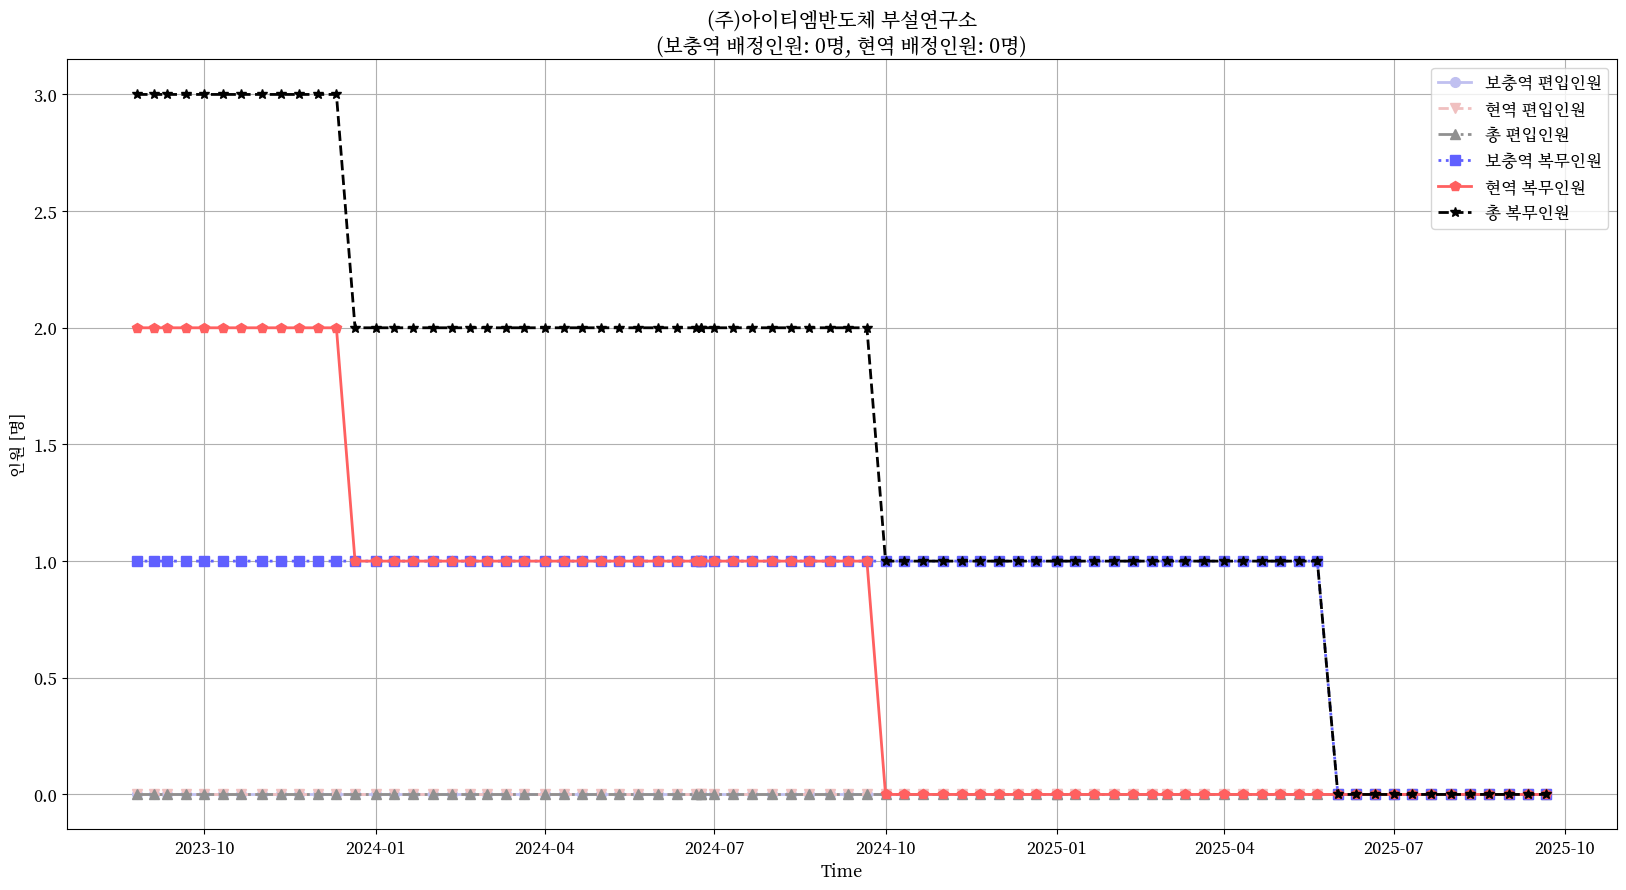 (주)아이티엠반도체 부설연구소
(보충역 배정인원: 0명, 현역 배정인원: 0명)
보충역 편입인원
현역 편입인원
총 편입인원
보충역 복무인원
현역 복무인원
총 복무인원
인원 [명]
3.0
2.5
2.0
1.5
1.0
0.5
0.0
2023-10 2024-01 2024-04 2024-07 2024-10 2025-01 2025-04 2025-07 2025-10
Time